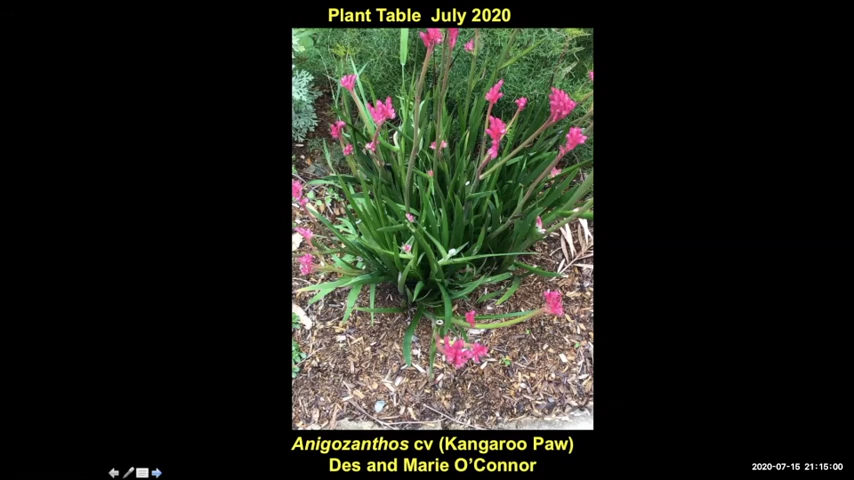 Plant Table July 2020
Anigozanthos cv (Kangaroo Paw)
Des and Marie O'Connor
2020-07-15 21:15:00